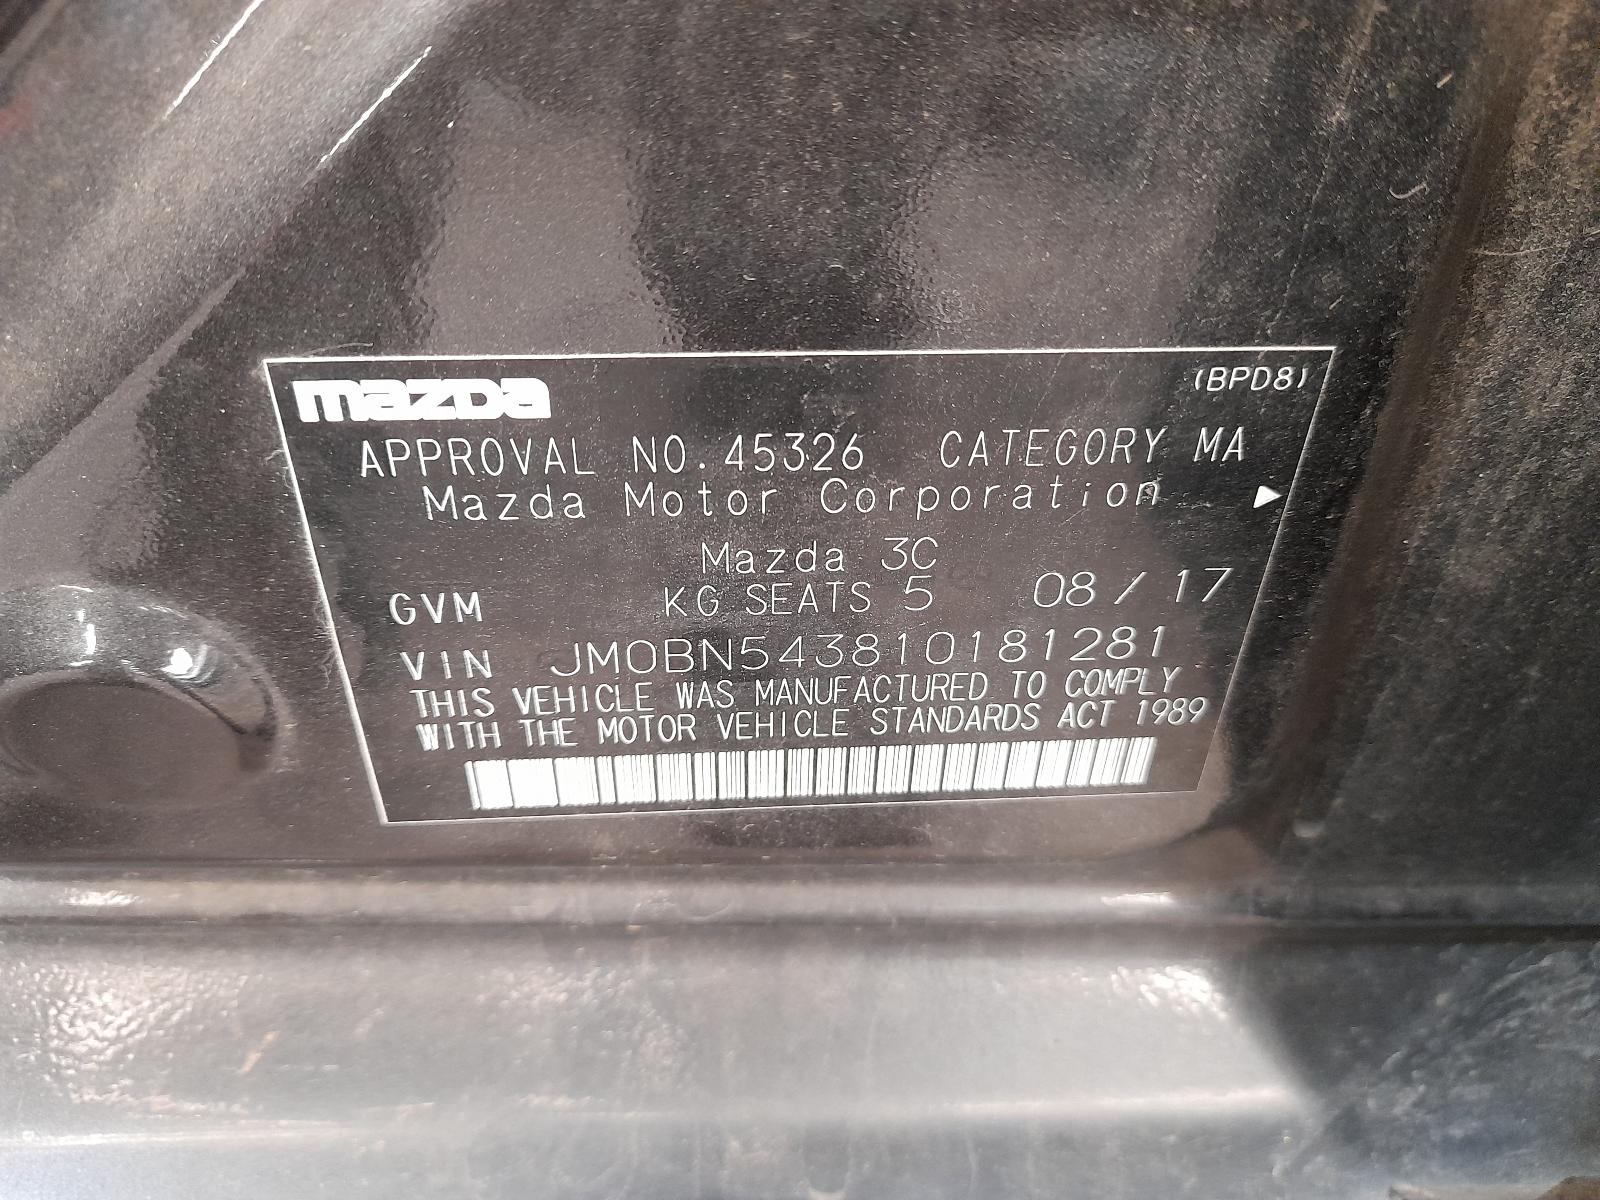 mazda (BPD8)
APPROVAL NO.45326 CATEGORY MA
Mazda Motor Corporation
Mazda 3C
GVM KG SEATS 5 08/17
VIN JM0BN543810181281
THIS VEHICLE WAS MANUFACTURED TO COMPLY
WITH THE MOTOR VEHICLE STANDARDS ACT 1989